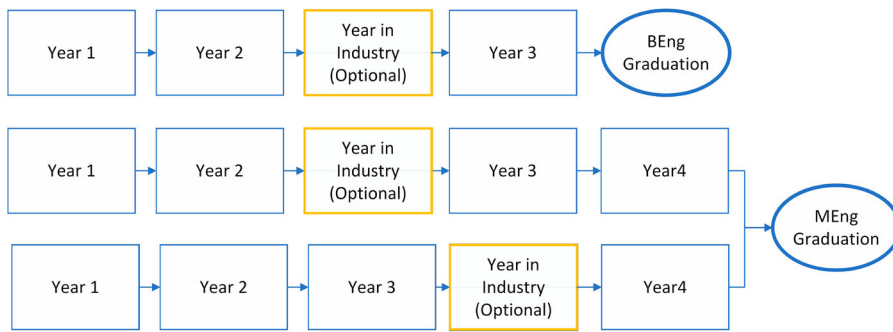 Year 1
Year 2
Year in
Industry
(Optional)
Year 3
BEng
Graduation
Year 1
Year 2
Year in
Industry
(Optional)
Year 3
Year4
MEng
Graduation
Year 1
Year 2
Year 3
Year in
Industry
(Optional)
Year4